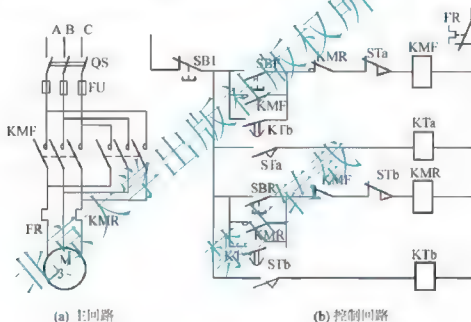 A B C
QS
FU
KMF
FR
KMR
M
3~
(a) 主回路
FR
SB1
SBF
KMR
STa
KMF
KMF
KTb
STa
KTa
SBR
KMF
STb
KMR
KMR
STb
KTb
(b) 控制回路